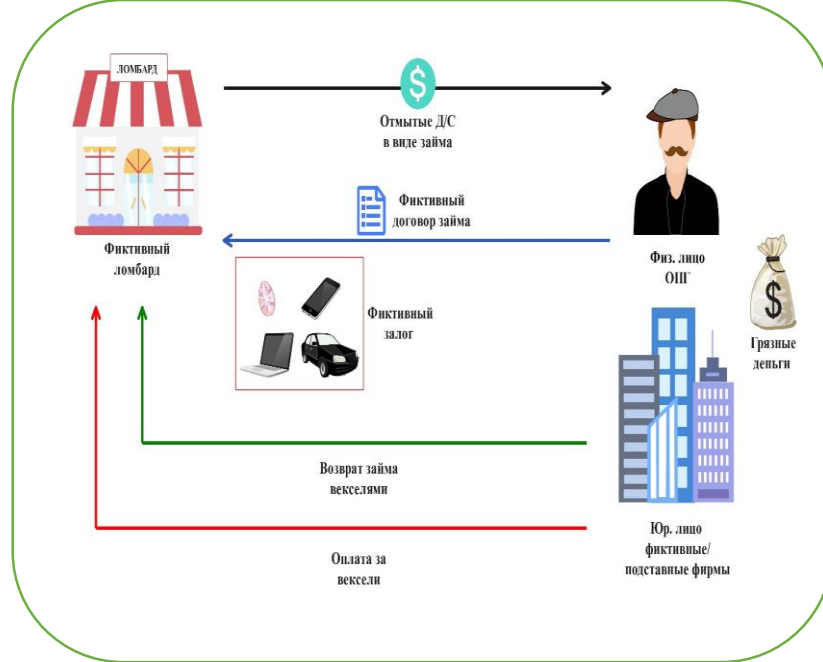 ЛОМБАРД
Отмытые Д/С
в виде займа
Фиктивный
договор займа
Фиктивный
ломбард
Физ. лицо
ОПГ
Фиктивный
залог
Грязные
деньги
Возврат займа
векселями
Оплата за
вексели
Юр. лицо
фиктивные/
подставные фирмы